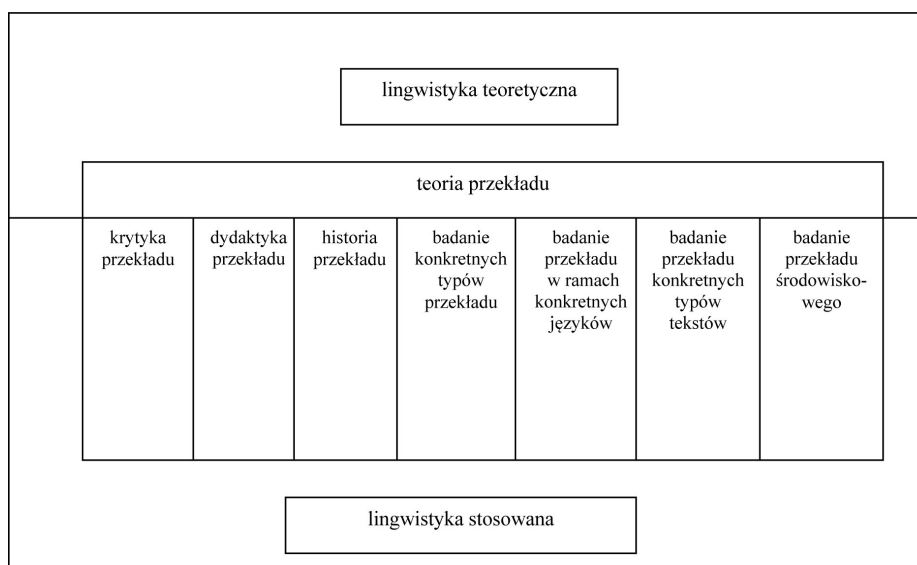 lingwistyka teoretyczna
teoria przekładu
krytyka
przekładu
dydaktyka
przekładu
historia
przekładu
badanie
konkretnych
typów
przekładu
badanie
przekładu
w ramach
konkretnych
języków
badanie
przekładu
konkretnych
typów
tekstów
badanie
przekładu
środowisko-
wego
lingwistyka stosowana